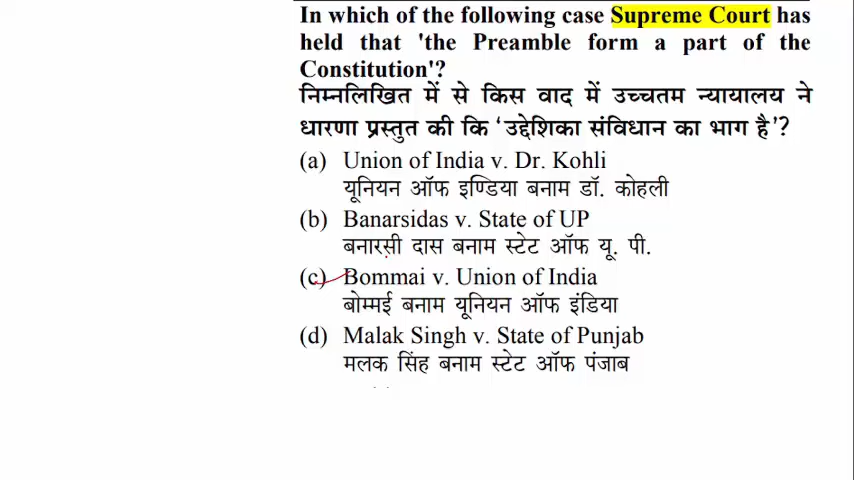 In which of the following case Supreme Court has
held that 'the Preamble form a part of the
Constitution'?
निम्नलिखित में से किस वाद में उच्चतम न्यायालय ने
धारणा प्रस्तुत की कि ‘उद्देशिका संविधान का भाग है’?
(a) Union of India v. Dr. Kohli
यूनियन ऑफ इण्डिया बनाम डॉ. कोहली
(b) Banarsidas v. State of UP
बनारसी दास बनाम स्टेट ऑफ यू. पी.
(c) Bommai v. Union of India
बोम्मई बनाम यूनियन ऑफ इंडिया
(d) Malak Singh v. State of Punjab
मलक सिंह बनाम स्टेट ऑफ पंजाब